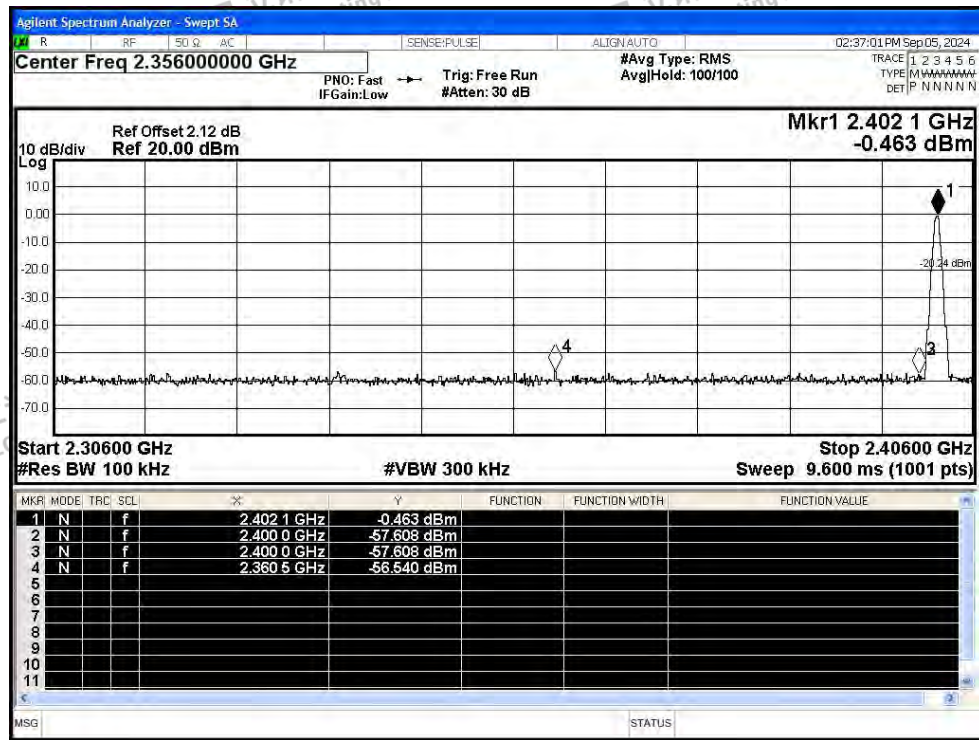 Agilent Spectrum Analyzer - Swept SA
R RF 50 Ω AC SENSE:PULSE ALIGN AUTO 02:37:01 PM Sep 05, 2024
Center Freq 2.356000000 GHz
PNO: Fast
IFGain:Low
Trig: Free Run
#Atten: 30 dB
#Avg Type: RMS
Avg|Hold: 100/100
TRACE 1 2 3 4 5 6
TYPE M
DET P N N N N N
Mkr1 2.402 1 GHz
-0.463 dBm
Ref Offset 2.12 dB
10 dB/div Ref 20.00 dBm
Log
1
10.0
0.00
-10.0
-20.24 dBm
-20.0
-30.0
-40.0
-50.0
4
3
-60.0
-70.0
Start 2.30600 GHz Stop 2.40600 GHz
#Res BW 100 kHz #VBW 300 kHz Sweep 9.600 ms (1001 pts)
MKR MODE TRC SCL X Y FUNCTION FUNCTION WIDTH FUNCTION VALUE
1 N f 2.402 1 GHz -0.463 dBm
2 N f 2.400 0 GHz -57.608 dBm
3 N f 2.400 0 GHz -57.608 dBm
4 N f 2.360 5 GHz -56.540 dBm
5
6
7
8
9
10
11
MSG STATUS